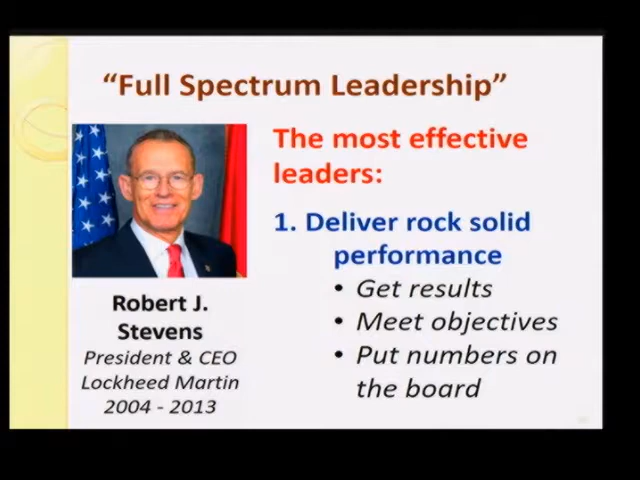 “Full Spectrum Leadership”
The most effective
leaders:
1. Deliver rock solid
performance
• Get results
• Meet objectives
• Put numbers on
the board
Robert J.
Stevens
President & CEO
Lockheed Martin
2004 - 2013